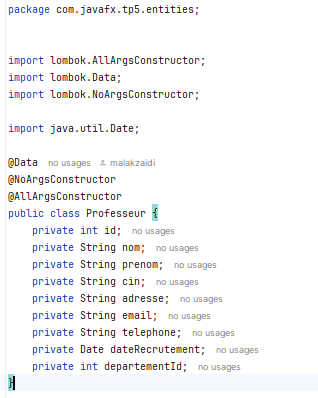 package com.javafx.tp5.entities;
import lombok.AllArgsConstructor;
import lombok.Data;
import lombok.NoArgsConstructor;
import java.util.Date;
@Data no usages malakzaidi
@NoArgsConstructor
@AllArgsConstructor
public class Professeur {
private int id; no usages
private String nom; no usages
private String prenom; no usages
private String cin; no usages
private String adresse; no usages
private String email; no usages
private String telephone; no usages
private Date dateRecrutement; no usages
private int departementId; no usages
}